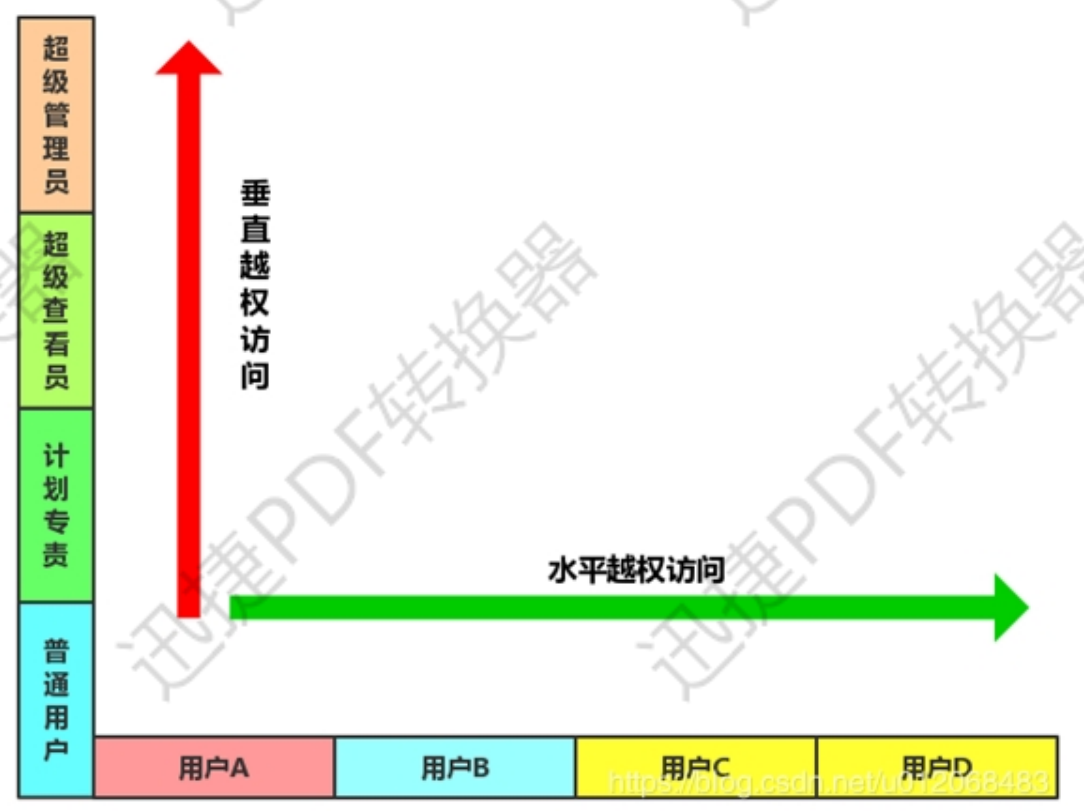 超级管理员
垂直越权访问
超级查看员
计划专责
水平越权访问
普通用户
用户A
用户B
用户C
用户D
迅捷PDF转换器
迅捷PDF转换器
https://blog.csdn.net/u012068483